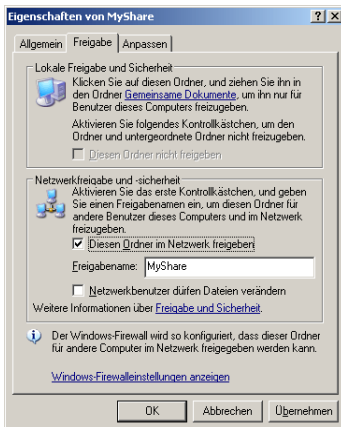 Eigenschaften von MyShare
Allgemein Freigabe Anpassen
Lokale Freigabe und Sicherheit
Klicken Sie auf diesen Ordner, und ziehen Sie ihn in
den Ordner Gemeinsame Dokumente, um ihn nur für
Benutzer dieses Computers freizugeben.
Aktivieren Sie folgendes Kontrollkästchen, um den
Ordner und untergeordnete Ordner nicht freizugeben.
Diesen Ordner nicht freigeben
Netzwerkfreigabe und -sicherheit
Aktivieren Sie das erste Kontrollkästchen, und geben
Sie einen Freigabenamen ein, um diesen Ordner für
andere Benutzer dieses Computers und im Netzwerk
freizugeben.
Diesen Ordner im Netzwerk freigeben
Freigabename: MyShare
Netzwerkbenutzer dürfen Dateien verändern
Weitere Informationen über Freigabe und Sicherheit.
Der Windows-Firewall wird so konfiguriert, dass dieser Ordner
für andere Computer im Netzwerk freigegeben werden kann.
Windows-Firewalleinstellungen anzeigen
OK Abbrechen Übernehmen